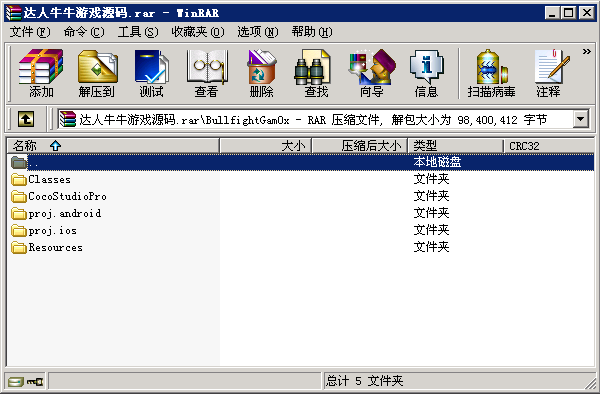 达人牛牛游戏源码.rar - WinRAR
文件(F) 命令(C) 工具(S) 收藏夹(O) 选项(N) 帮助(H)
添加 解压到 测试 查看 删除 查找 向导 信息 扫描病毒 注释 »
达人牛牛游戏源码.rar\BullfightGamOx - RAR 压缩文件, 解包大小为 98,400,412 字节
名称 大小 压缩后大小 类型 CRC32
.. 本地磁盘
Classes 文件夹
CocoStudioPro 文件夹
proj.android 文件夹
proj.ios 文件夹
Resources 文件夹
总计 5 文件夹